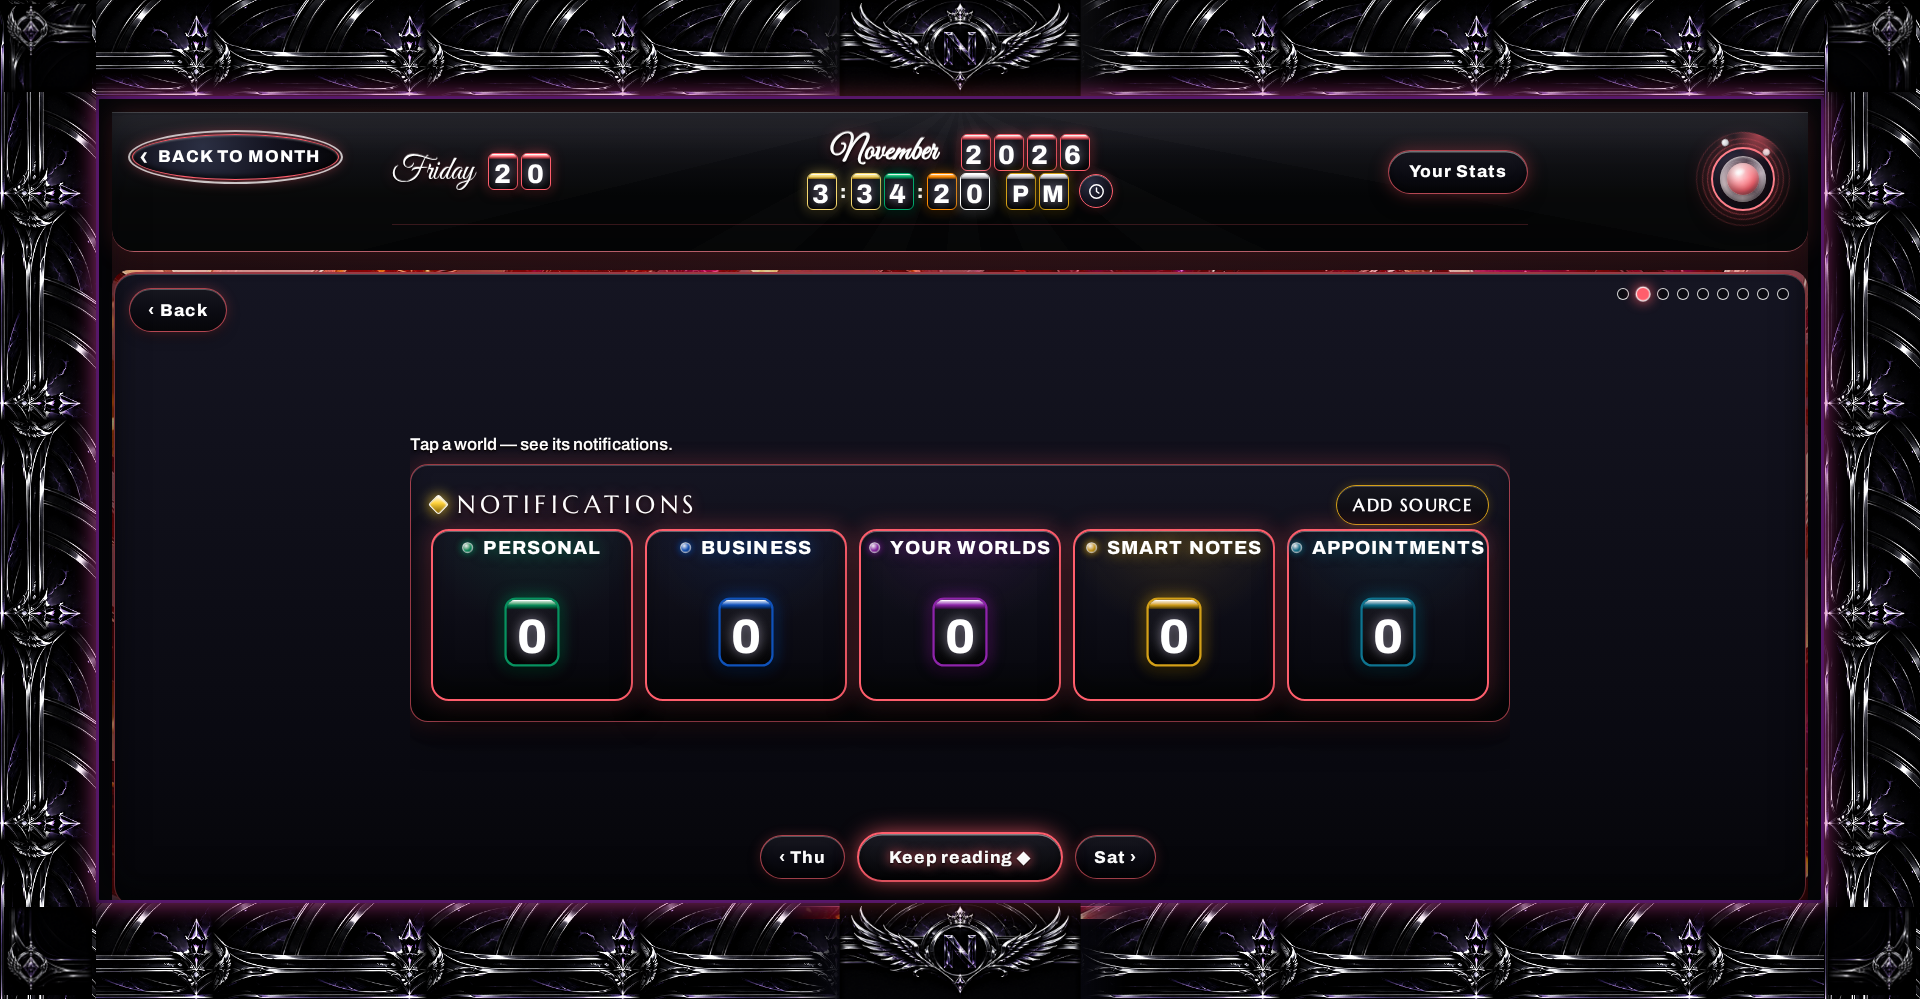 N
‹ BACK TO MONTH
Friday 20
November 2026
3:34:20 PM
Your Stats
‹ Back
Tap a world — see its notifications.
NOTIFICATIONS
ADD SOURCE
PERSONAL
0
BUSINESS
0
YOUR WORLDS
0
SMART NOTES
0
APPOINTMENTS
0
‹ Thu
Keep reading ◆
Sat ›
N